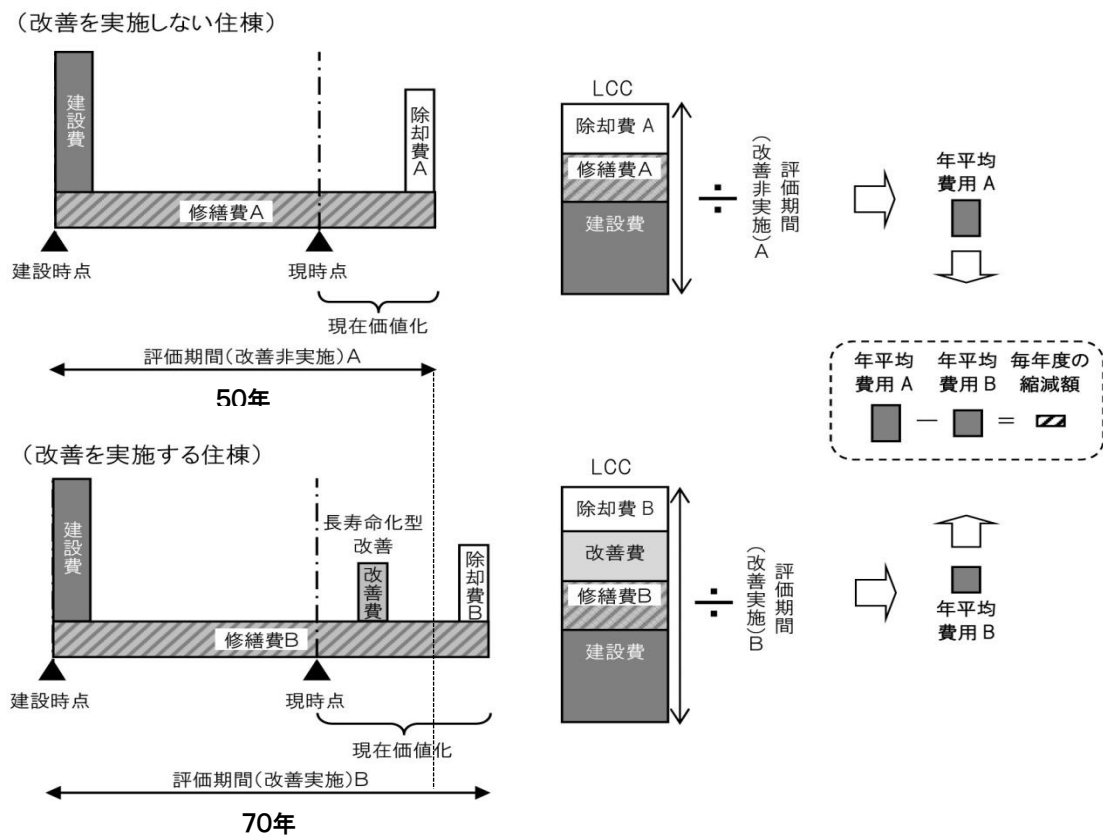 (改善を実施しない住棟)
建設費
除却費A
修繕費A
建設時点
現時点
現在価値化
評価期間(改善非実施)A
50年
LCC
除却費 A
修繕費A
建設費
÷
評価期間
(改善非実施)A
年平均
費用 A
年平均 年平均 毎年度の
費用 A 費用 B 縮減額
− =
(改善を実施する住棟)
建設費
長寿命化型
改善
改善費
除却費B
修繕費B
建設時点
現時点
現在価値化
評価期間(改善実施)B
70年
LCC
除却費 B
改善費
修繕費B
建設費
÷
評価期間
(改善実施)B
年平均
費用 B